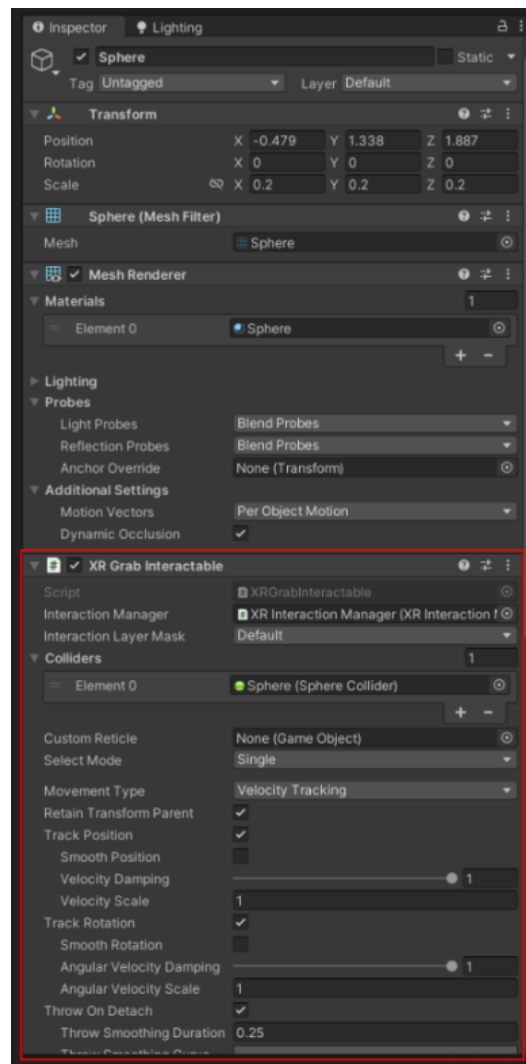 Inspector Lighting
Sphere Static
Tag Untagged Layer Default
Transform
Position X -0.479 Y 1.338 Z 1.887
Rotation X 0 Y 0 Z 0
Scale X 0.2 Y 0.2 Z 0.2
Sphere (Mesh Filter)
Mesh Sphere
Mesh Renderer
Materials 1
Element 0 Sphere
+ -
Lighting
Probes
Light Probes Blend Probes
Reflection Probes Blend Probes
Anchor Override None (Transform)
Additional Settings
Motion Vectors Per Object Motion
Dynamic Occlusion
XR Grab Interactable
Script XRGrabInteractable
Interaction Manager XR Interaction Manager (XR Interaction
Interaction Layer Mask Default
Colliders 1
Element 0 Sphere (Sphere Collider)
+ -
Custom Reticle None (Game Object)
Select Mode Single
Movement Type Velocity Tracking
Retain Transform Parent
Track Position
Smooth Position
Velocity Damping 1
Velocity Scale 1
Track Rotation
Smooth Rotation
Angular Velocity Damping 1
Angular Velocity Scale 1
Throw On Detach
Throw Smoothing Duration 0.25
Throw Smoothing Curve